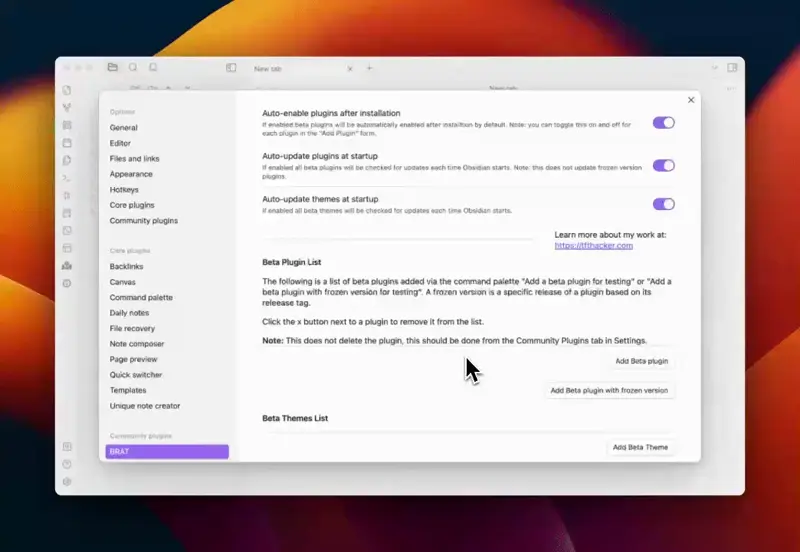 New tab
New tab
Options
General
Editor
Files and links
Appearance
Hotkeys
Core plugins
Community plugins
Core plugins
Backlinks
Canvas
Command palette
Daily notes
File recovery
Note composer
Page preview
Quick switcher
Templates
Unique note creator
Community plugins
BRAT
Auto-enable plugins after installation
If enabled beta plugins will be automatically enabled after installtion by default. Note: you can toggle this on and off for
each plugin in the "Add Plugin" form.
Auto-update plugins at startup
If enabled all beta plugins will be checked for updates each time Obsidian starts. Note: this does not update frozen version
plugins.
Auto-update themes at startup
If enabled all beta themes will be checked for updates each time Obsidian starts.
Learn more about my work at:
https://tfthacker.com
Beta Plugin List
The following is a list of beta plugins added via the command palette "Add a beta plugin for testing" or "Add a
beta plugin with frozen version for testing". A frozen version is a specific release of a plugin based on its
release tag.
Click the x button next to a plugin to remove it from the list.
Note: This does not delete the plugin, this should be done from the Community Plugins tab in Settings.
Add Beta plugin
Add Beta plugin with frozen version
Beta Themes List
Add Beta Theme